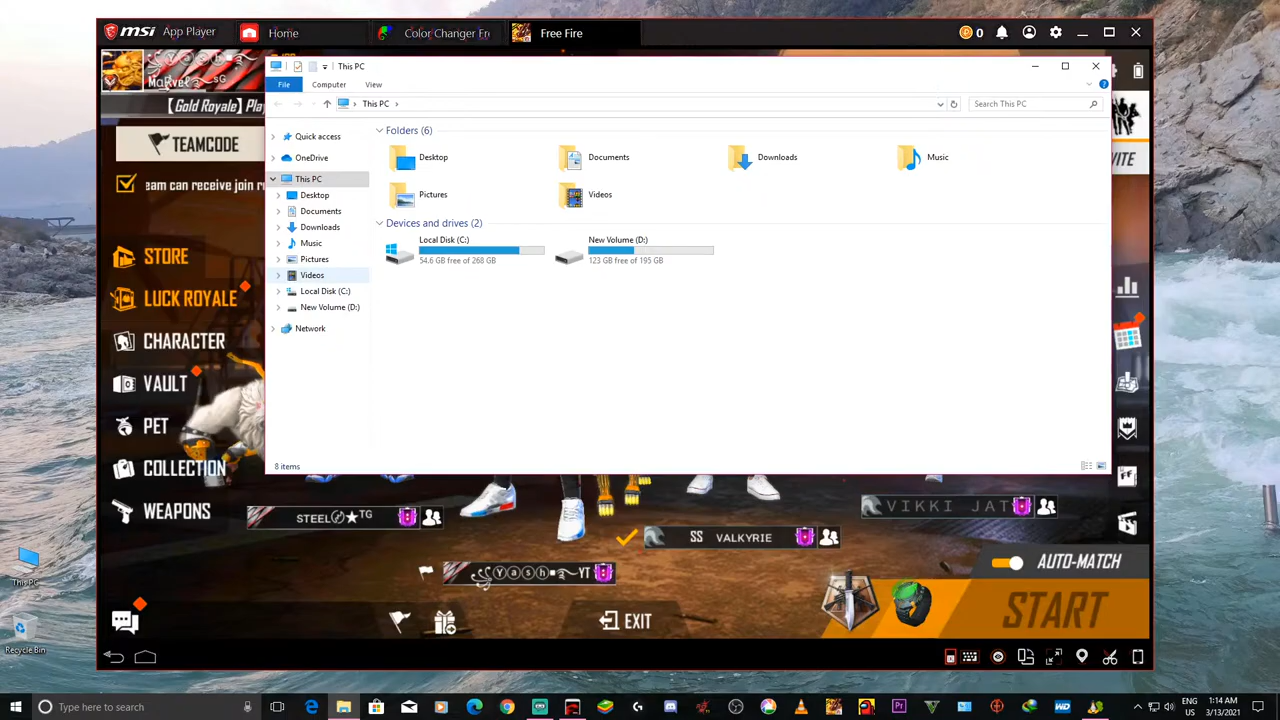 msi App Player
Home
Color Changer Fr
Free Fire
0
This PC
File
Computer
View
This PC
Search This PC
Quick access
OneDrive
This PC
Desktop
Documents
Downloads
Music
Pictures
Videos
Local Disk (C:)
New Volume (D:)
Network
Folders (6)
Desktop
Documents
Downloads
Music
Pictures
Videos
Devices and drives (2)
Local Disk (C:)
54.6 GB free of 268 GB
New Volume (D:)
123 GB free of 195 GB
8 items
MaRvel SG
【Gold Royale】Pla
TEAMCODE
eam can receive join re
STORE
LUCK ROYALE
CHARACTER
VAULT
PET
COLLECTION
WEAPONS
VITE
STEEL★TG
SS VALKYRIE
VIKKI JAT
Ⓨⓐⓢⓗ YT
AUTO-MATCH
START
EXIT
This PC
Recycle Bin
Type here to search
ENG
US
1:14 AM
3/13/2021